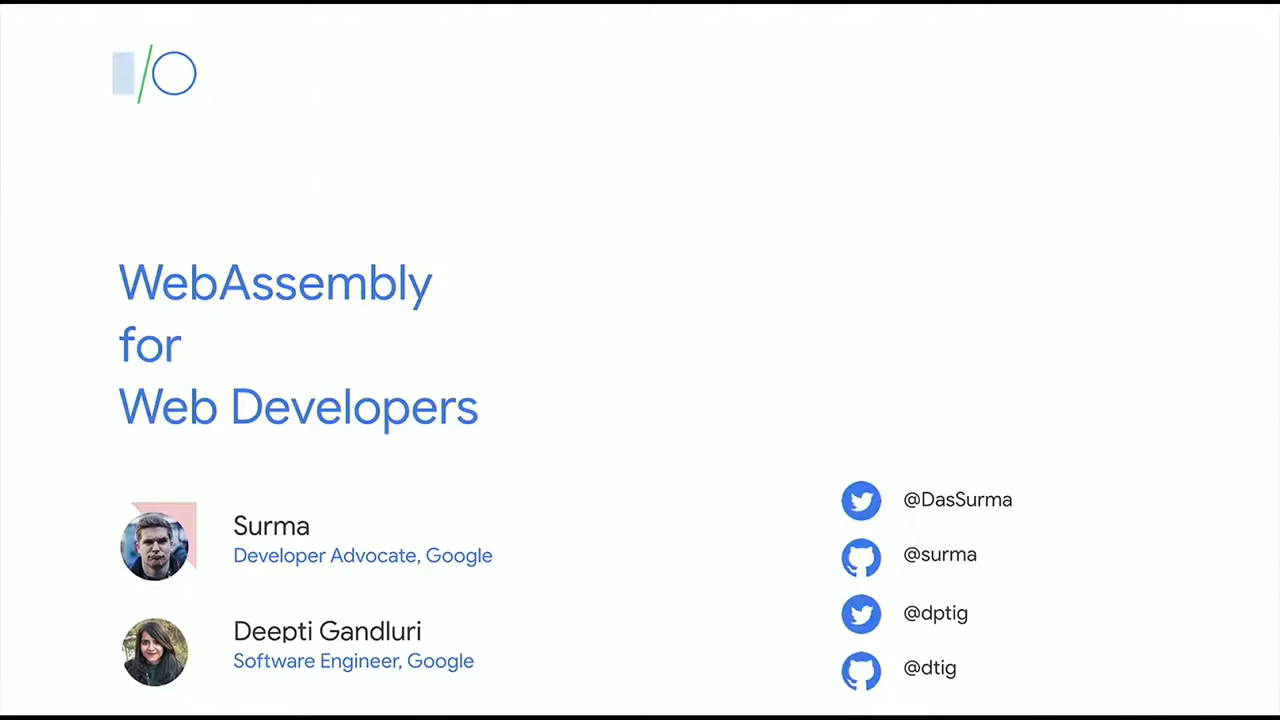 I/O
WebAssembly
for
Web Developers
Surma
Developer Advocate, Google
Deepti Gandluri
Software Engineer, Google
@DasSurma
@surma
@dptig
@dtig